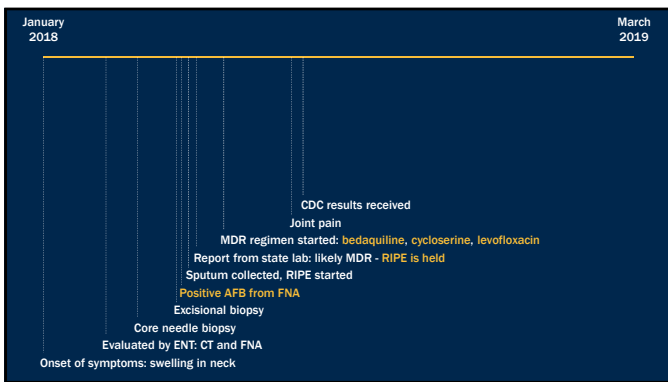 January
2018
March
2019
CDC results received
Joint pain
MDR regimen started: bedaquiline, cycloserine, levofloxacin
Report from state lab: likely MDR - RIPE is held
Sputum collected, RIPE started
Positive AFB from FNA
Excisional biopsy
Core needle biopsy
Evaluated by ENT: CT and FNA
Onset of symptoms: swelling in neck